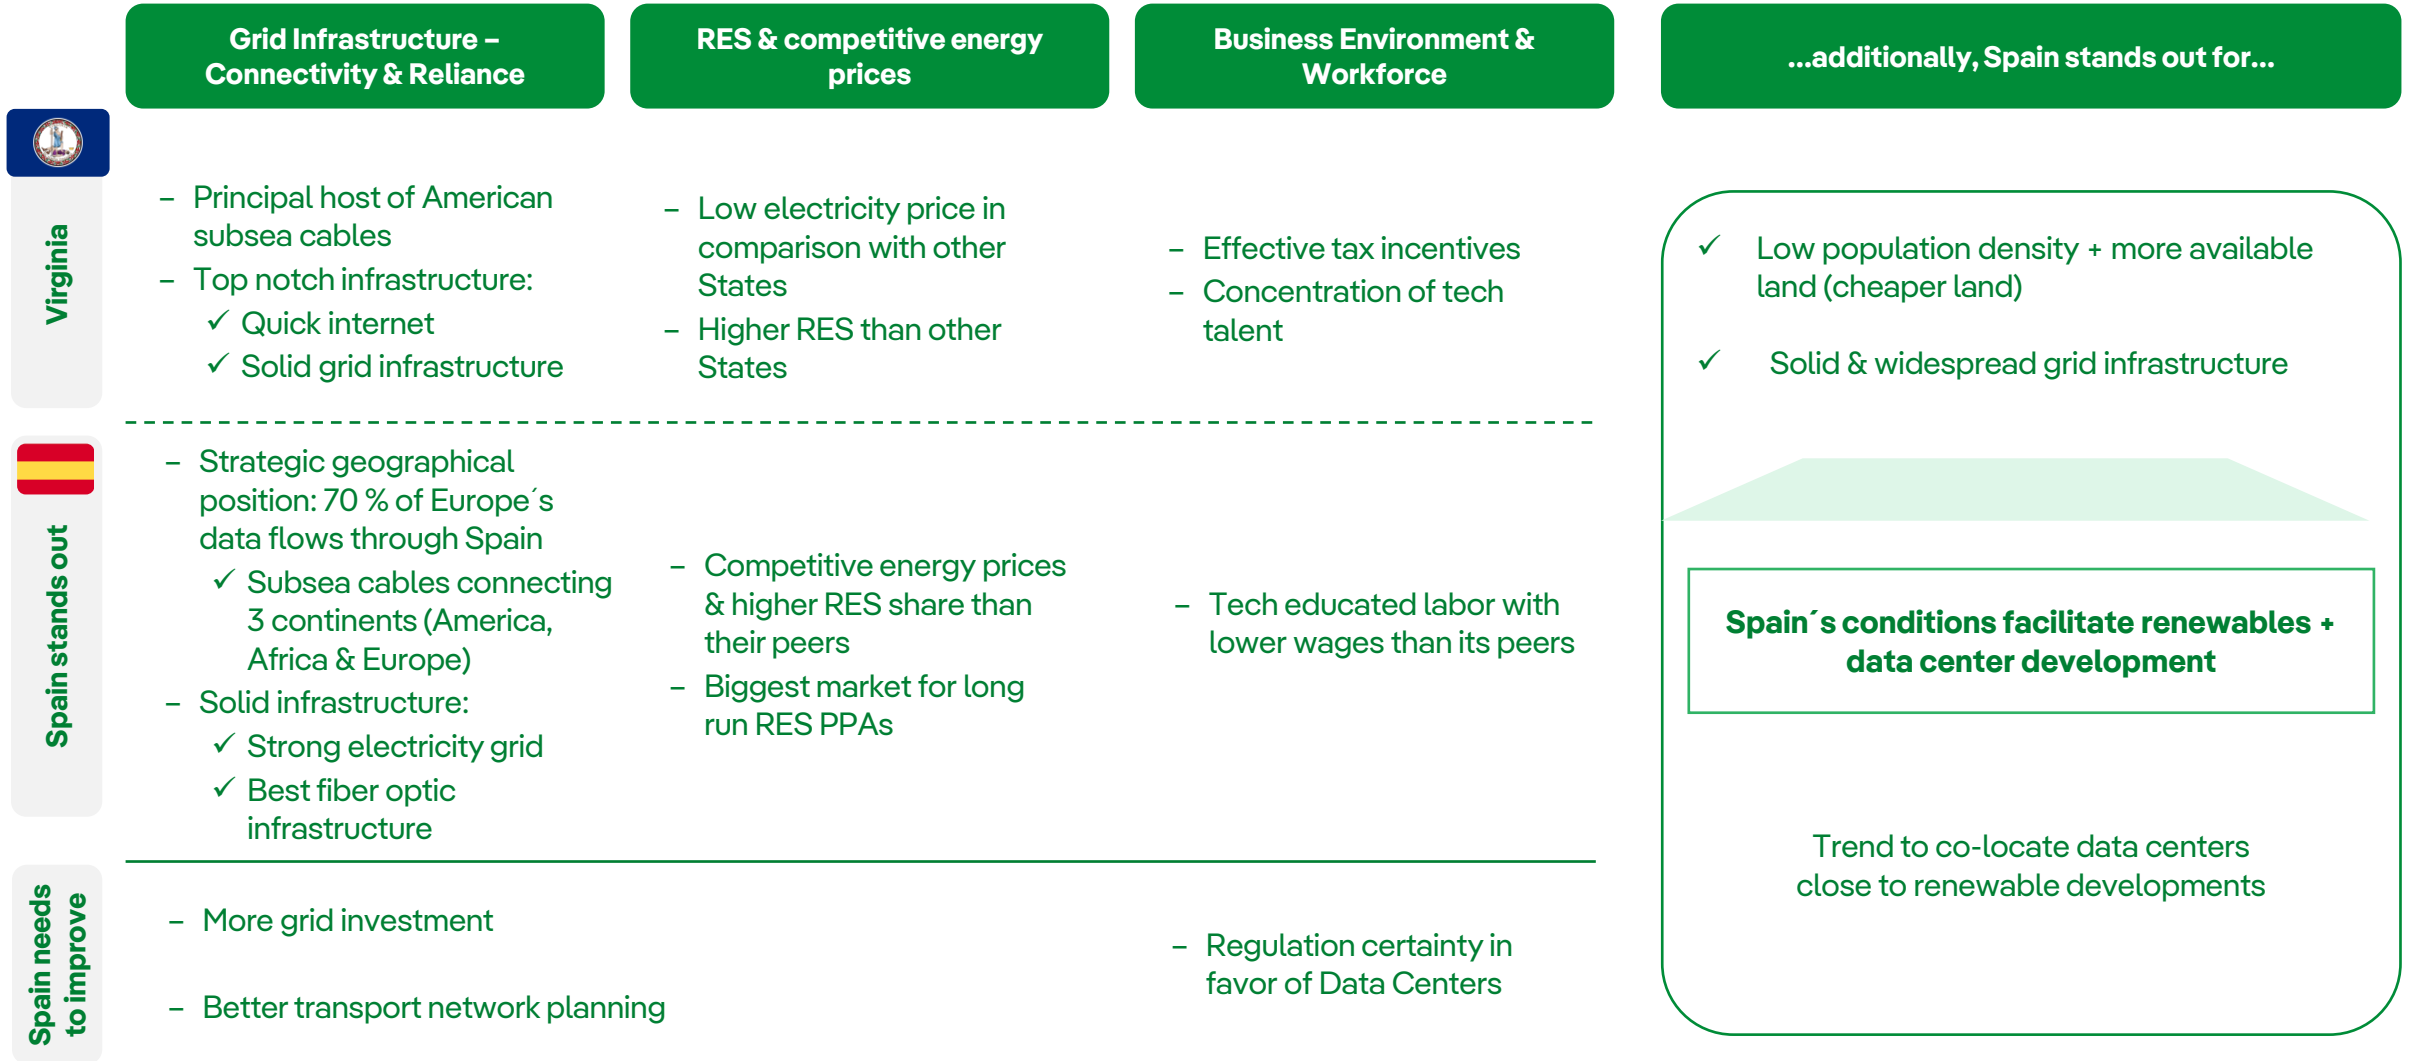 Grid Infrastructure –
Connectivity & Reliance
RES & competitive energy
prices
Business Environment &
Workforce
...additionally, Spain stands out for...
Virginia
– Principal host of American
subsea cables
– Top notch infrastructure:
✓ Quick internet
✓ Solid grid infrastructure
– Low electricity price in
comparison with other
States
– Higher RES than other
States
– Effective tax incentives
– Concentration of tech
talent
Spain stands out
– Strategic geographical
position: 70 % of Europe´s
data flows through Spain
✓ Subsea cables connecting
3 continents (America,
Africa & Europe)
– Solid infrastructure:
✓ Strong electricity grid
✓ Best fiber optic
infrastructure
– Competitive energy prices
& higher RES share than
their peers
– Biggest market for long
run RES PPAs
– Tech educated labor with
lower wages than its peers
Spain needs
to improve
– More grid investment
– Better transport network planning
– Regulation certainty in
favor of Data Centers
✓ Low population density + more available
land (cheaper land)
✓ Solid & widespread grid infrastructure
Spain´s conditions facilitate renewables +
data center development
Trend to co-locate data centers
close to renewable developments